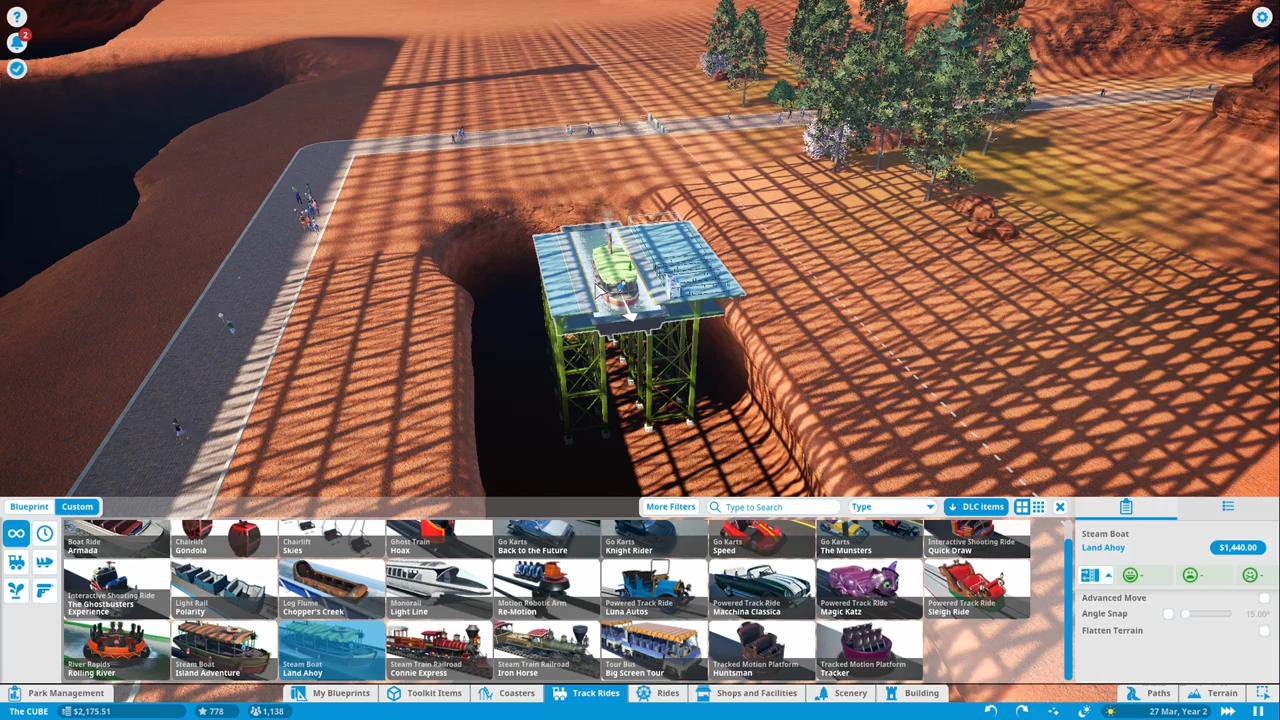 ?
2
Blueprint
Custom
More Filters
Type to Search
Type
DLC items
Boat Ride
Armada
Chairlift
Gondola
Chairlift
Skies
Ghost Train
Hoax
Go Karts
Back to the Future
Go Karts
Knight Rider
Go Karts
Speed
Go Karts
The Munsters
Interactive Shooting Ride
Quick Draw
Interactive Shooting Ride
The Ghostbusters
Experience
Light Rail
Polarity
Log Flume
Chopper's Creek
Monorail
Light Line
Motion Robotic Arm
Re-Motion
Powered Track Ride
Luna Autos
Powered Track Ride
Macchina Classica
Powered Track Ride
Magic Katz
Powered Track Ride
Sleigh Ride
River Rapids
Rolling River
Steam Boat
Island Adventure
Steam Boat
Land Ahoy
Steam Train Railroad
Connie Express
Steam Train Railroad
Iron Horse
Tour Bus
Big Screen Tour
Tracked Motion Platform
Huntsman
Tracked Motion Platform
Tracker
Steam Boat
Land Ahoy
$1,440.00
-
-
-
Advanced Move
Angle Snap
15.00°
Flatten Terrain
Park Management
My Blueprints
Toolkit Items
Coasters
Track Rides
Rides
Shops and Facilities
Scenery
Building
Paths
Terrain
The CUBE
$2,175.51
778
1,138
27 Mar, Year 2